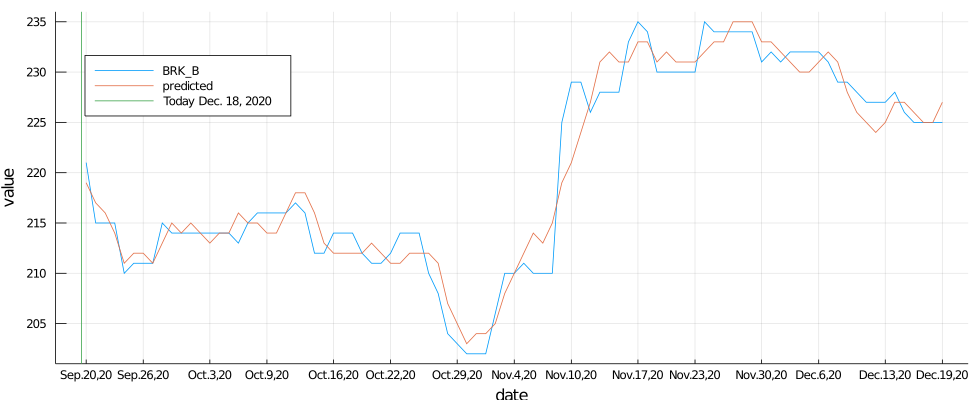 235
230
225
220
215
210
205
value
BRK_B
predicted
Today Dec. 18, 2020
Sep.20,20 Sep.26,20 Oct.3,20 Oct.9,20 Oct.16,20 Oct.22,20 Oct.29,20 Nov.4,20 Nov.10,20 Nov.17,20 Nov.23,20 Nov.30,20 Dec.6,20 Dec.13,20 Dec.19,20
date